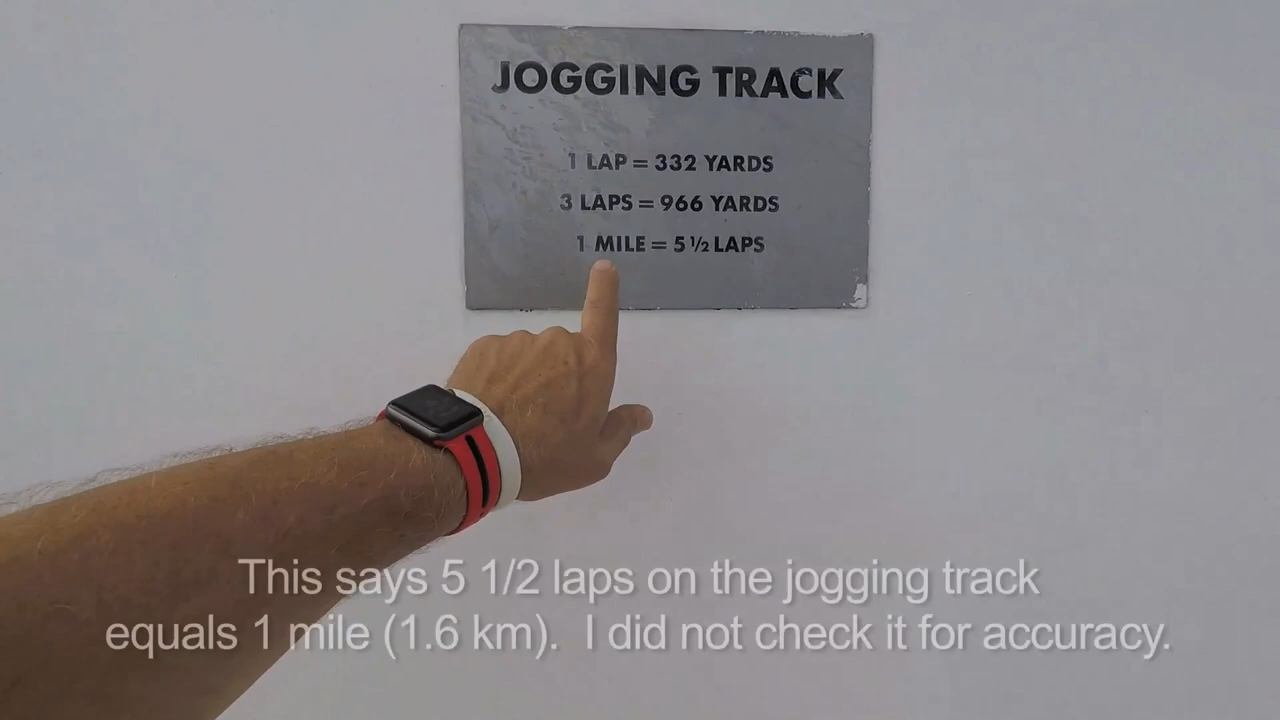 JOGGING TRACK
1 LAP = 332 YARDS
3 LAPS = 966 YARDS
1 MILE = 5 ½ LAPS
This says 5 1/2 laps on the jogging track
equals 1 mile (1.6 km).  I did not check it for accuracy.